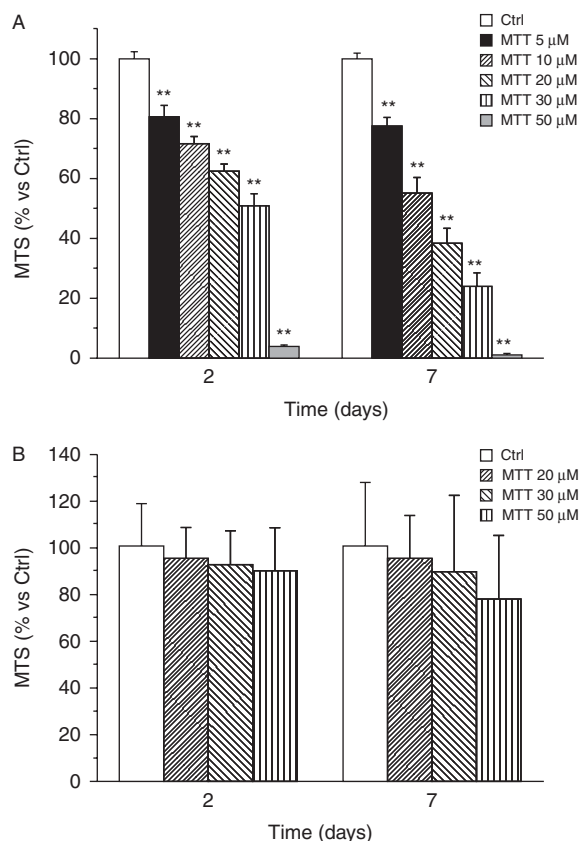 A
Ctrl
MTT 5 μM
MTT 10 μM
MTT 20 μM
MTT 30 μM
MTT 50 μM
100
80
60
40
20
0
MTS (% vs Ctrl)
** ** ** ** **
** ** ** ** **
2 7
Time (days)
B
Ctrl
MTT 20 μM
MTT 30 μM
MTT 50 μM
140
120
100
80
60
40
20
0
MTS (% vs Ctrl)
2 7
Time (days)